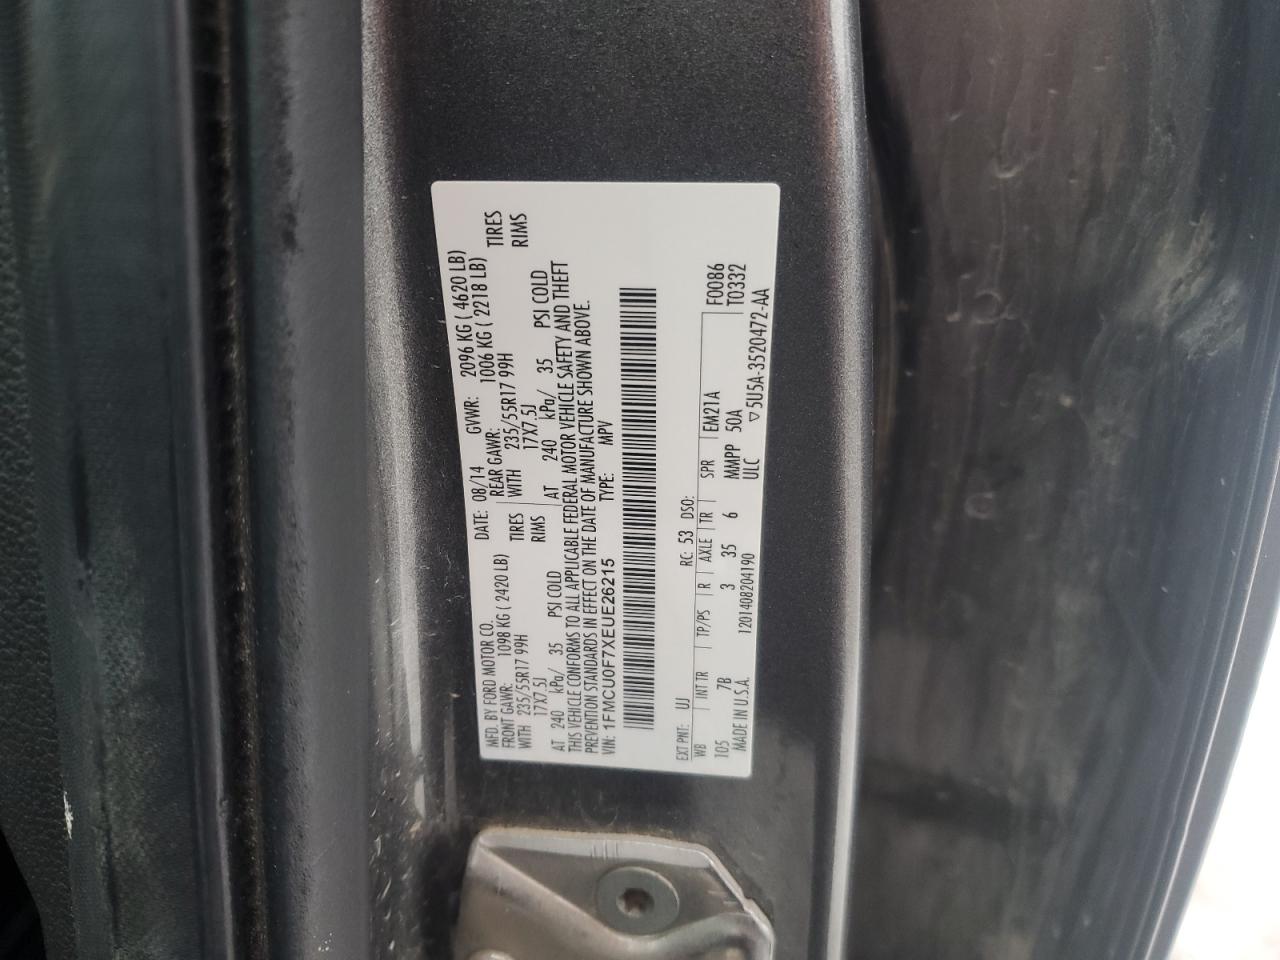 MFD. BY FORD MOTOR CO. DATE: 08/14 GVWR: 2096 KG ( 4620 LB)
FRONT GAWR: 1098 KG ( 2420 LB) REAR GAWR: 1006 KG ( 2218 LB)
WITH 235/55R17 99H TIRES WITH 235/55R17 99H TIRES
17X7.5J RIMS 17X7.5J RIMS
AT 240 kPa/ 35 PSI COLD AT 240 kPa/ 35 PSI COLD
THIS VEHICLE CONFORMS TO ALL APPLICABLE FEDERAL MOTOR VEHICLE SAFETY AND THEFT
PREVENTION STANDARDS IN EFFECT ON THE DATE OF MANUFACTURE SHOWN ABOVE.
VIN: 1FMCU0F7XEUE26215 TYPE: MPV
EXT PNT: UJ RC: 53 DSO: F0086
WB INT TR TP/PS R AXLE TR SPR EM21A T0332
105 7B 3 35 6 MMPP 50A
MADE IN U.S.A. 1201408204190 ULC ▽5U5A-3520472-AA